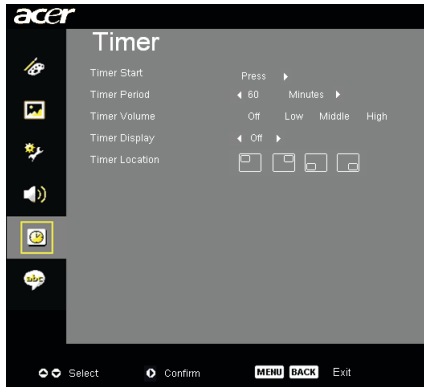 acer
Timer
Timer Start Press
Timer Period 60 Minutes
Timer Volume Off Low Middle High
Timer Display Off
Timer Location
abc
Select Confirm MENU BACK Exit